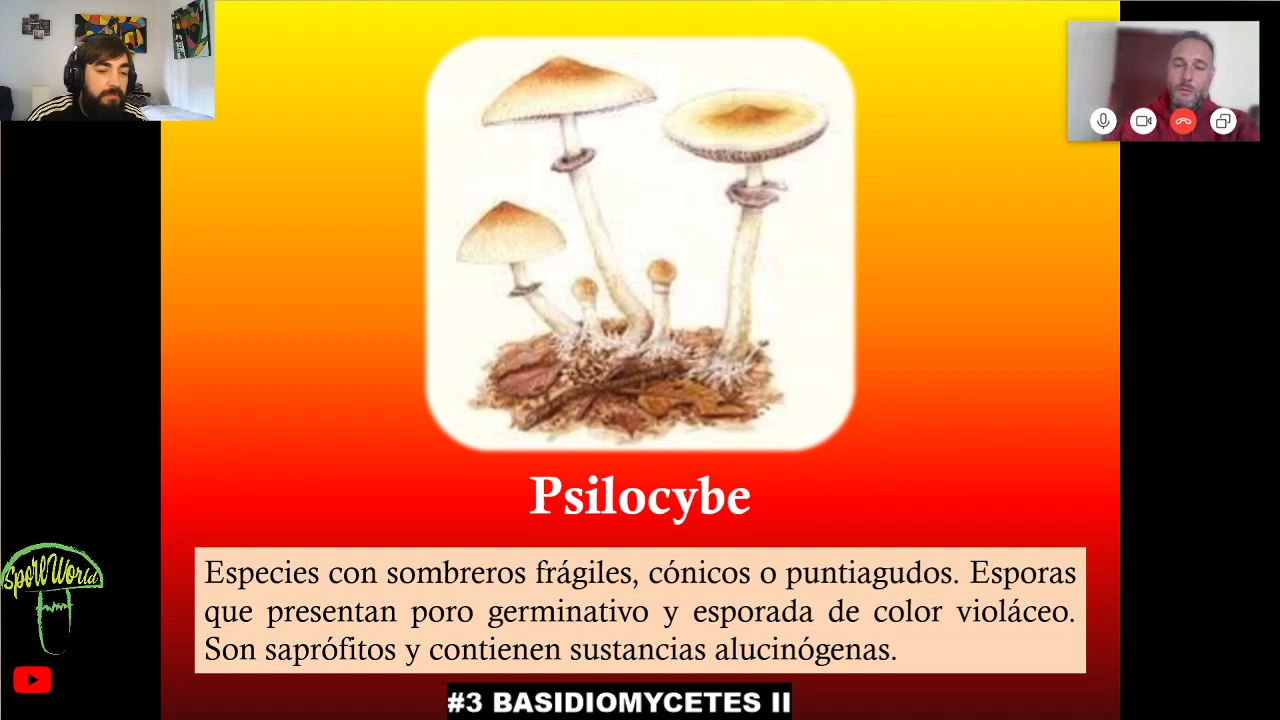 Psilocybe
Especies con sombreros frágiles, cónicos o puntiagudos. Esporas
que presentan poro germinativo y esporada de color violáceo.
Son saprófitos y contienen sustancias alucinógenas.
SporeWorld
#3 BASIDIOMYCETES II